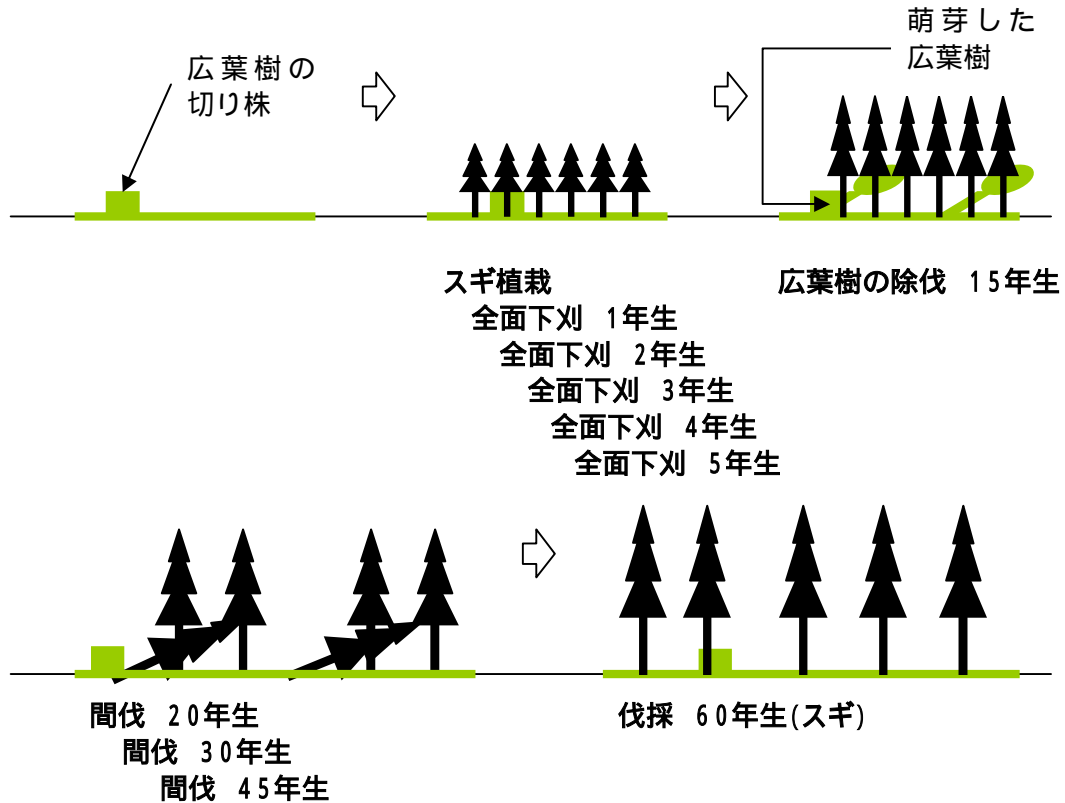 広葉樹の
切り株
萌芽した
広葉樹
スギ植栽
全面下刈 1年生
全面下刈 2年生
全面下刈 3年生
全面下刈 4年生
全面下刈 5年生
広葉樹の除伐 15年生
間伐 20年生
間伐 30年生
間伐 45年生
伐採 60年生(スギ)